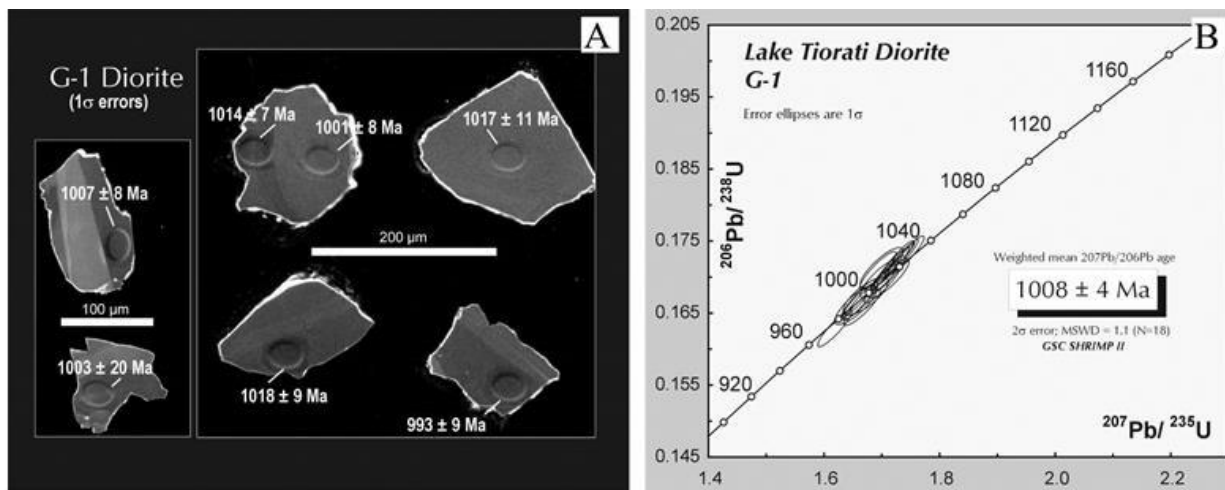 A
G-1 Diorite
(1σ errors)
1014 ± 7 Ma
1001 ± 8 Ma
1017 ± 11 Ma
1007 ± 8 Ma
200 µm
100 µm
1003 ± 20 Ma
1018 ± 9 Ma
993 ± 9 Ma
B
Lake Tiorati Diorite
G-1
Error ellipses are 1σ
0.205
0.195
0.185
0.175
0.165
0.155
0.145
²⁰⁶Pb/²³⁸U
1160
1120
1080
1040
1000
960
920
Weighted mean 207Pb/206Pb age
1008 ± 4 Ma
2σ error; MSWD = 1.1 (N=18)
GSC SHRIMP II
²⁰⁷Pb/ ²³⁵U
1.4 1.6 1.8 2.0 2.2